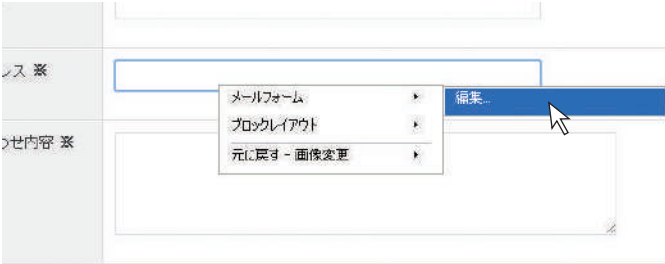 レス ※
メールフォーム
編集...
ブロックレイアウト
元に戻す - 画像変更
わせ内容 ※